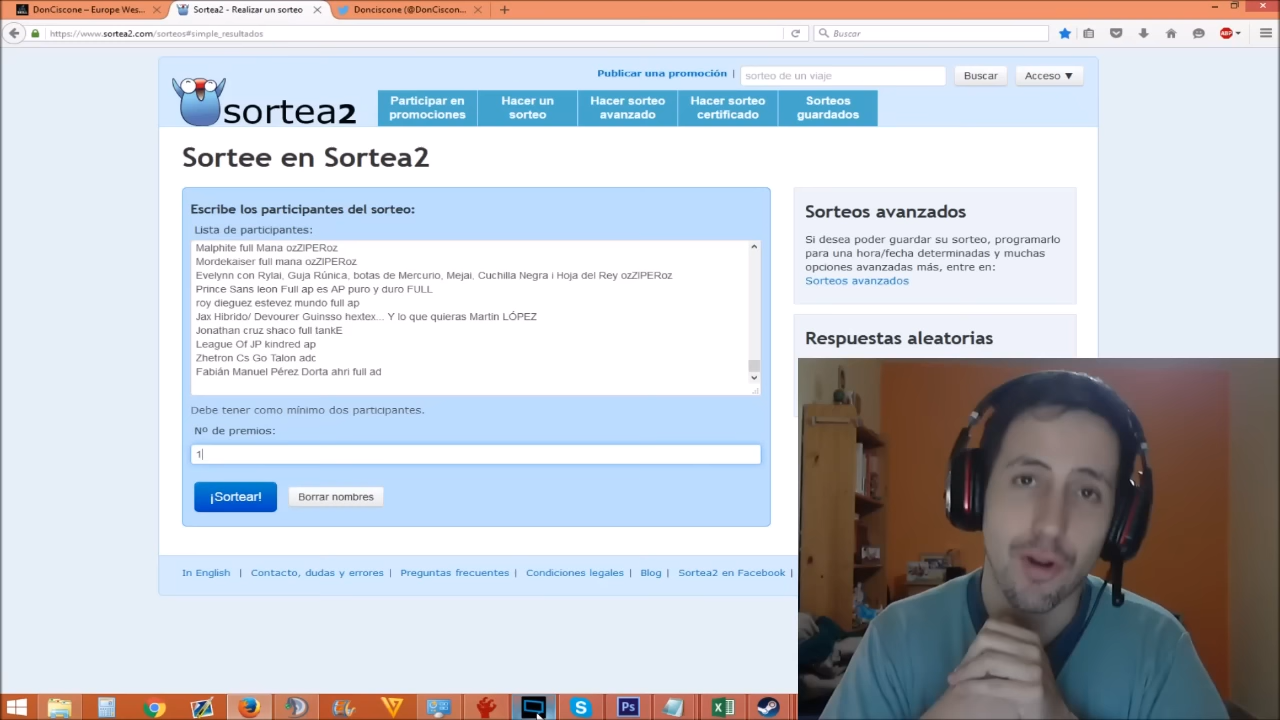 DonCiscone – Europe Wes...
Sortea2 - Realizar un sorteo
Donciscone (@DonCiscon...
https://www.sortea2.com/sorteos#simple_resultados
Buscar
ABP
Publicar una promoción |
sorteo de un viaje
Buscar
Acceso ▼
sortea2
Participar en promociones
Hacer un sorteo
Hacer sorteo avanzado
Hacer sorteo certificado
Sorteos guardados
Sortee en Sortea2
Escribe los participantes del sorteo:
Lista de participantes:
Malphite full Mana ozZIPERoz
Mordekaiser full mana ozZIPERoz
Evelynn con Rylai, Guja Rúnica, botas de Mercurio, Mejai, Cuchilla Negra i Hoja del Rey ozZIPERoz
Prince Sans leon Full ap es AP puro y duro FULL
roy dieguez estevez mundo full ap
Jax Hibrido/ Devourer Guinsso hextex... Y lo que quieras Martin LÓPEZ
Jonathan cruz shaco full tankE
League Of JP kindred ap
Zhetron Cs Go Talon adc
Fabián Manuel Pérez Dorta ahri full ad
Debe tener como mínimo dos participantes.
Nº de premios:
1
¡Sortear!
Borrar nombres
Sorteos avanzados
Si desea poder guardar su sorteo, programarlo
para una hora/fecha determinadas y muchas
opciones avanzadas más, entre en:
Sorteos avanzados
Respuestas aleatorias
In English | Contacto, dudas y errores | Preguntas frecuentes | Condiciones legales | Blog | Sortea2 en Facebook |
Ps